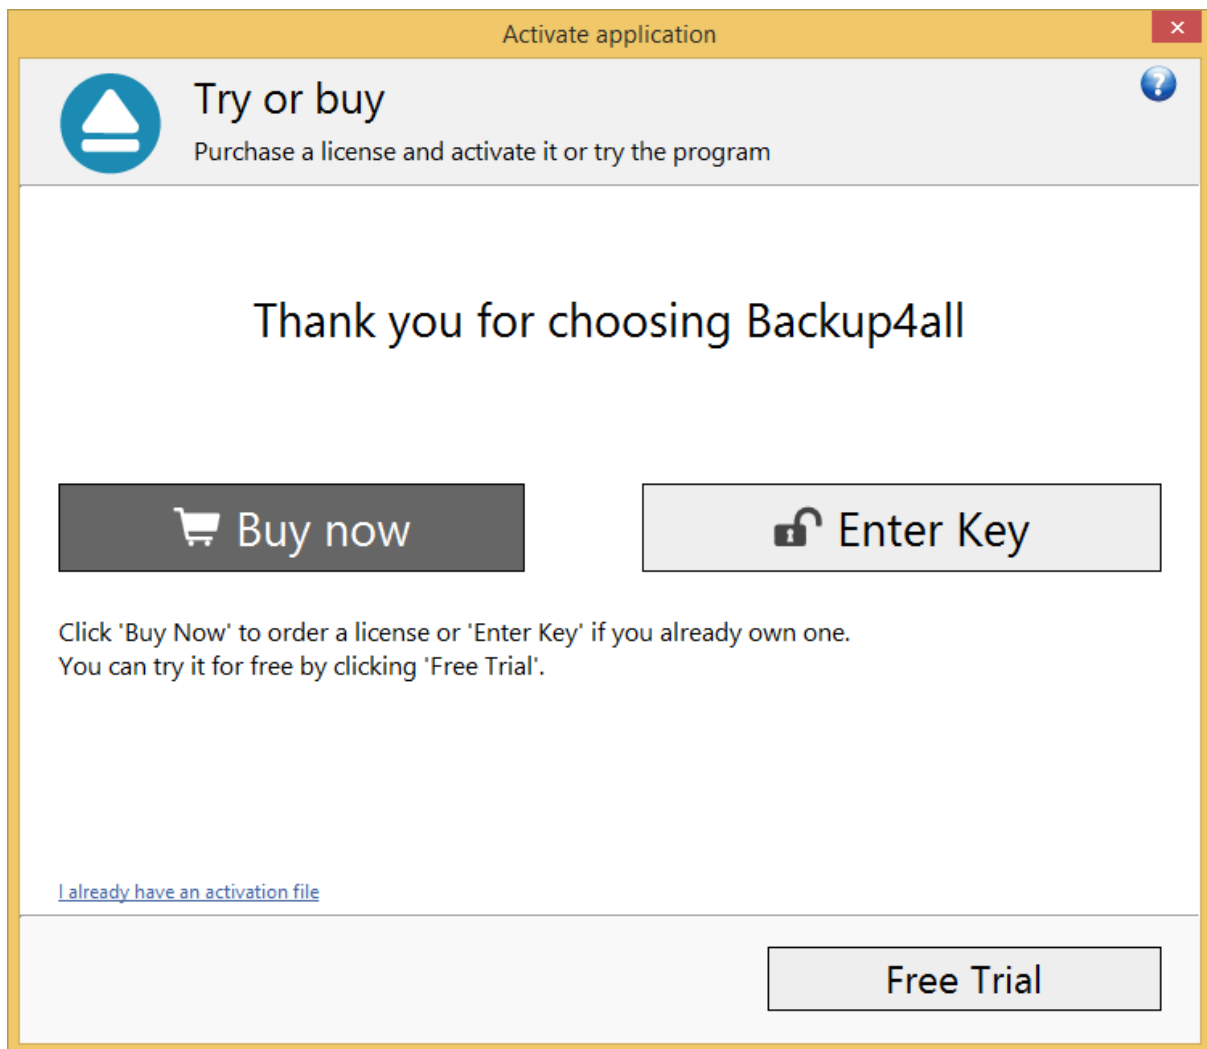 Activate application
Try or buy
Purchase a license and activate it or try the program
Thank you for choosing Backup4all
Buy now
Enter Key
Click 'Buy Now' to order a license or 'Enter Key' if you already own one.
You can try it for free by clicking 'Free Trial'.
I already have an activation file
Free Trial